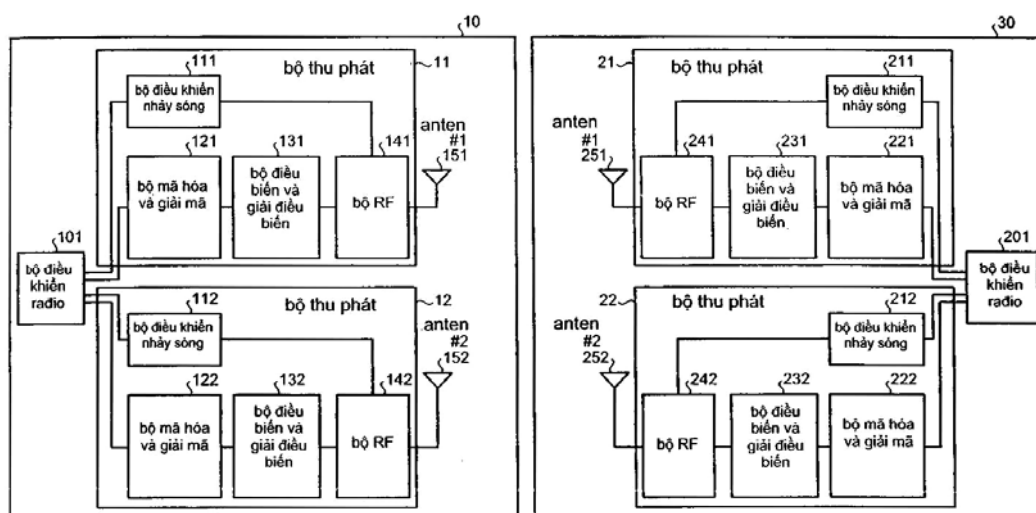 10
11
bộ thu phát
111
bộ điều khiển
nhảy sóng
121
bộ mã hóa
và giải mã
131
bộ điều
biến và
giải điều
biến
141
bộ RF
anten
#1
151
101
bộ điều
khiển
radio
12
bộ thu phát
112
bộ điều khiển
nhảy sóng
122
bộ mã hóa
và giải mã
132
bộ điều
biến và
giải điều
biến
142
bộ RF
anten
#2
152
30
21
bộ thu phát
211
bộ điều khiển
nhảy sóng
anten
#1
251
241
bộ RF
231
bộ điều
biến và
giải điều
biến
221
bộ mã hóa
và giải mã
201
bộ điều
khiển
radio
22
bộ thu phát
212
bộ điều khiển
nhảy sóng
anten
#2
252
242
bộ RF
232
bộ điều
biến và
giải điều
biến
222
bộ mã hóa
và giải mã